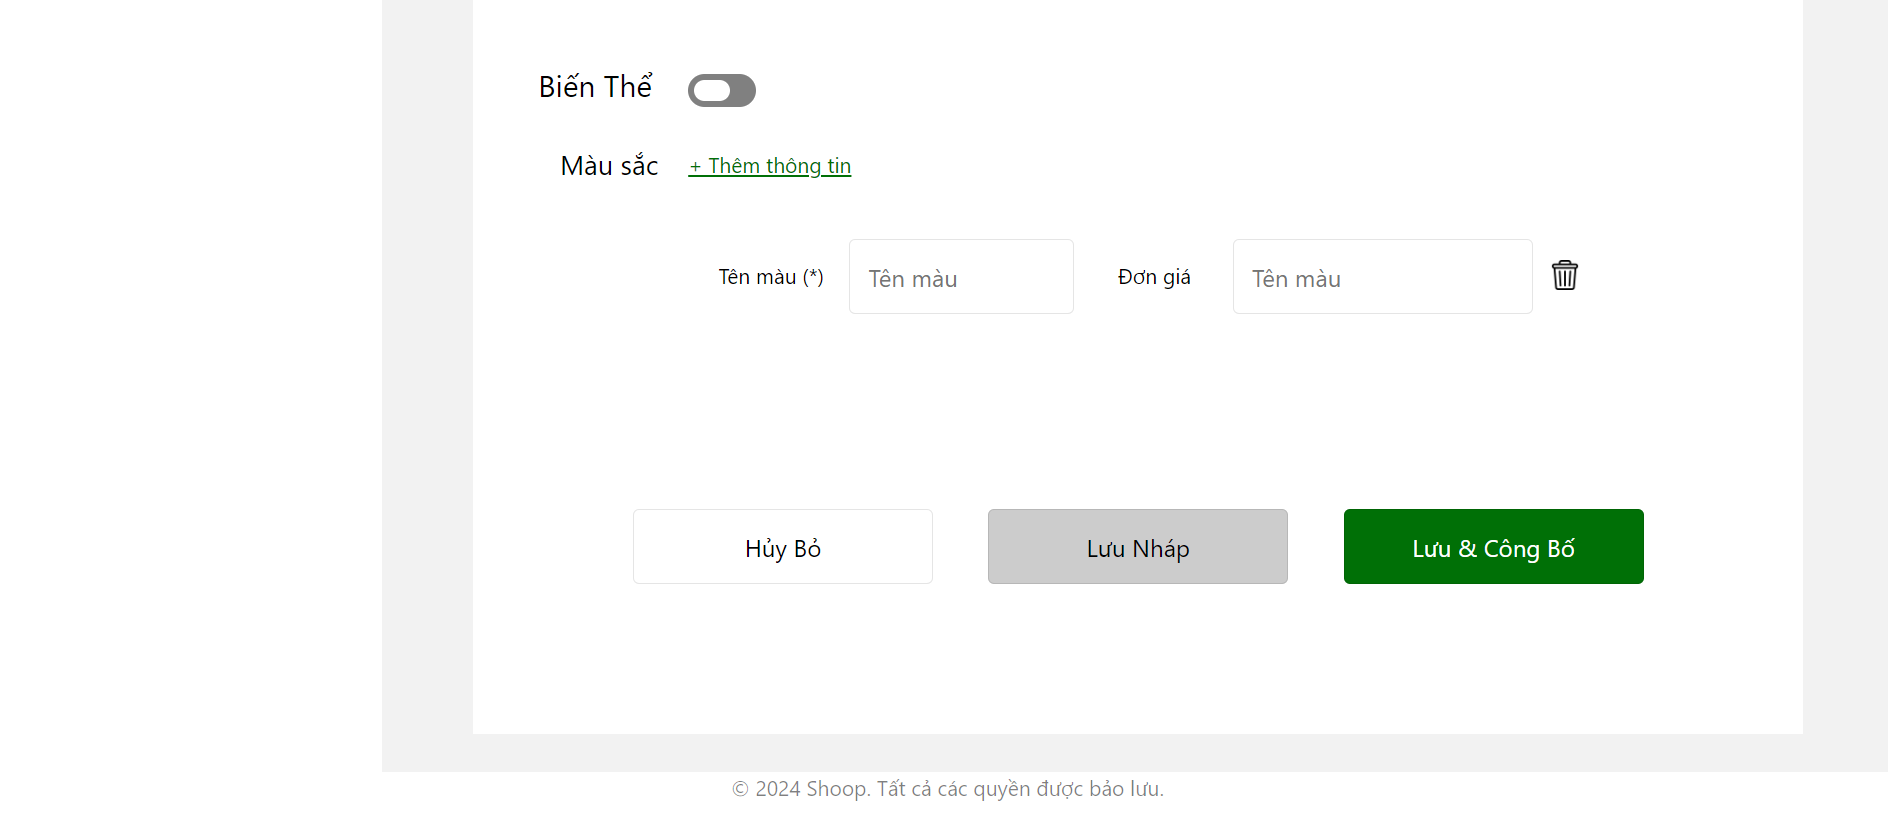 Biến Thể
Màu sắc + Thêm thông tin
Tên màu (*) Tên màu Đơn giá Tên màu
Hủy Bỏ Lưu Nháp Lưu & Công Bố
© 2024 Shoop. Tất cả các quyền được bảo lưu.